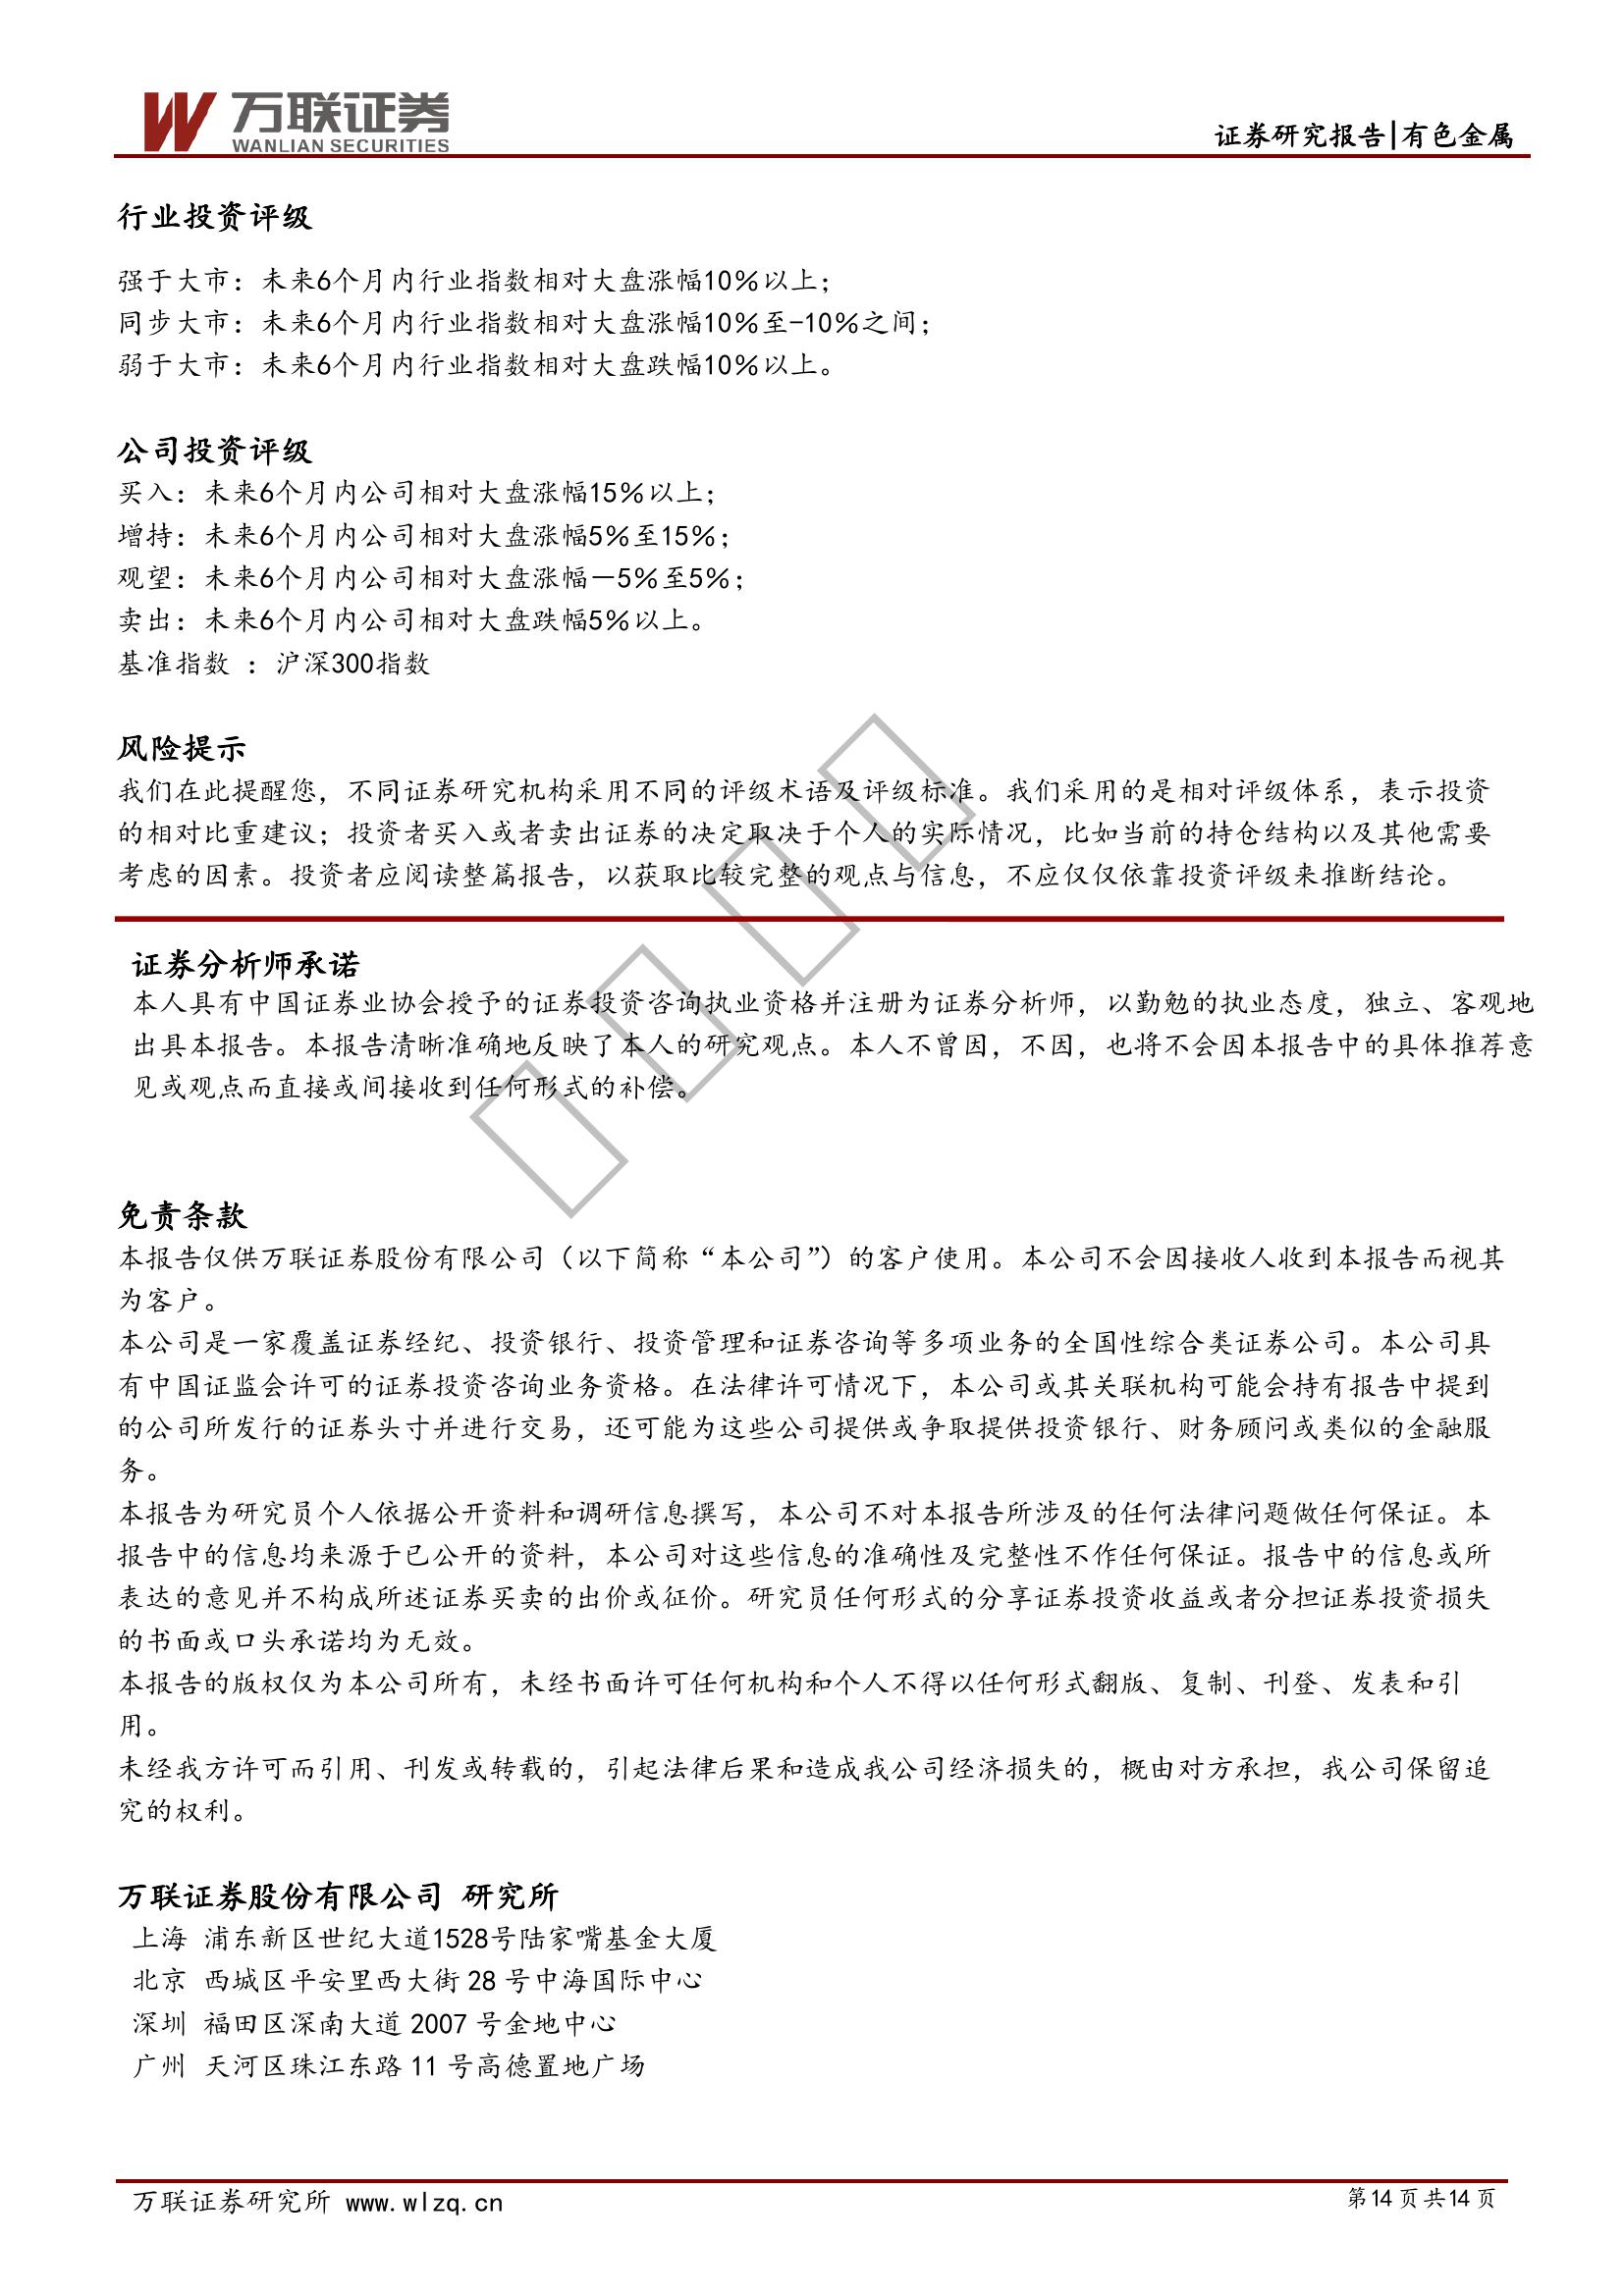 万联证券
WANLIAN SECURITIES
证券研究报告|有色金属
行业投资评级
强于大市：未来6个月内行业指数相对大盘涨幅10％以上；
同步大市：未来6个月内行业指数相对大盘涨幅10％至-10％之间；
弱于大市：未来6个月内行业指数相对大盘跌幅10％以上。
公司投资评级
买入：未来6个月内公司相对大盘涨幅15％以上；
增持：未来6个月内公司相对大盘涨幅5％至15％；
观望：未来6个月内公司相对大盘涨幅－5％至5％；
卖出：未来6个月内公司相对大盘跌幅5％以上。
基准指数 ：沪深300指数
风险提示
我们在此提醒您，不同证券研究机构采用不同的评级术语及评级标准。我们采用的是相对评级体系，表示投资
的相对比重建议；投资者买入或者卖出证券的决定取决于个人的实际情况，比如当前的持仓结构以及其他需要
考虑的因素。投资者应阅读整篇报告，以获取比较完整的观点与信息，不应仅仅依靠投资评级来推断结论。
证券分析师承诺
本人具有中国证券业协会授予的证券投资咨询执业资格并注册为证券分析师，以勤勉的执业态度，独立、客观地
出具本报告。本报告清晰准确地反映了本人的研究观点。本人不曾因，不因，也将不会因本报告中的具体推荐意
见或观点而直接或间接收到任何形式的补偿。
免责条款
本报告仅供万联证券股份有限公司（以下简称“本公司”）的客户使用。本公司不会因接收人收到本报告而视其
为客户。
本公司是一家覆盖证券经纪、投资银行、投资管理和证券咨询等多项业务的全国性综合类证券公司。本公司具
有中国证监会许可的证券投资咨询业务资格。在法律许可情况下，本公司或其关联机构可能会持有报告中提到
的公司所发行的证券头寸并进行交易，还可能为这些公司提供或争取提供投资银行、财务顾问或类似的金融服
务。
本报告为研究员个人依据公开资料和调研信息撰写，本公司不对本报告所涉及的任何法律问题做任何保证。本
报告中的信息均来源于已公开的资料，本公司对这些信息的准确性及完整性不作任何保证。报告中的信息或所
表达的意见并不构成所述证券买卖的出价或征价。研究员任何形式的分享证券投资收益或者分担证券投资损失
的书面或口头承诺均为无效。
本报告的版权仅为本公司所有，未经书面许可任何机构和个人不得以任何形式翻版、复制、刊登、发表和引
用。
未经我方许可而引用、刊发或转载的，引起法律后果和造成我公司经济损失的，概由对方承担，我公司保留追
究的权利。
万联证券股份有限公司 研究所
上海 浦东新区世纪大道1528号陆家嘴基金大厦
北京 西城区平安里西大街 28 号中海国际中心
深圳 福田区深南大道 2007 号金地中心
广州 天河区珠江东路 11 号高德置地广场
万联证券研究所 www.wlzq.cn
第14页共14页